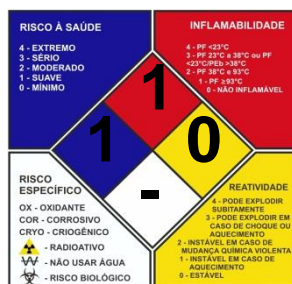 RISCO À SAÚDE
4 - EXTREMO
3 - SÉRIO
2 - MODERADO
1 - SUAVE
0 - MÍNIMO
INFLAMABILIDADE
4 - PF <23°C
3 - PF 23°C e 38°C ou PF
<23°C/PEb >38°C
2 - PF 38°C e 93°C
1 - PF ≥93°C
0 - NÃO INFLAMÁVEL
1
1
0
-
RISCO
ESPECÍFICO
OX - OXIDANTE
COR - CORROSIVO
CRYO - CRIOGÊNICO
- RADIOATIVO
W - NÃO USAR ÁGUA
- RISCO BIOLÓGICO
REATIVIDADE
4 - PODE EXPLODIR
SUBITAMENTE
3 - PODE EXPLODIR EM
CASO DE CHOQUE OU
AQUECIMENTO
2 - INSTÁVEL EM CASO DE
MUDANÇA QUÍMICA VIOLENTA
1 - INSTÁVEL EM CASO DE
AQUECIMENTO
0 - ESTÁVEL